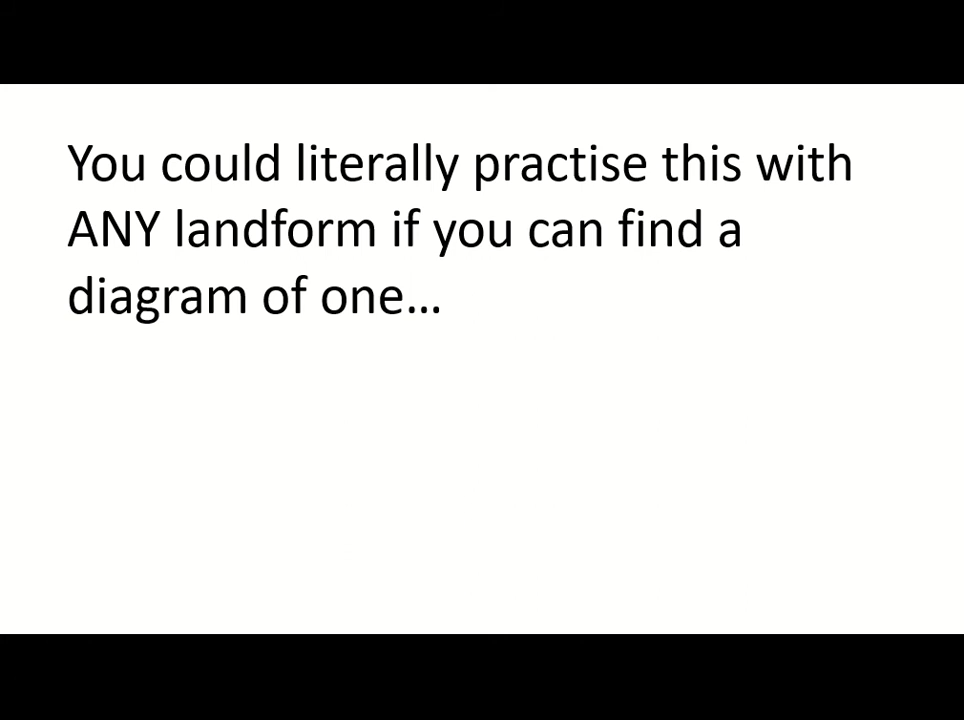 You could literally practise this with
ANY landform if you can find a
diagram of one…